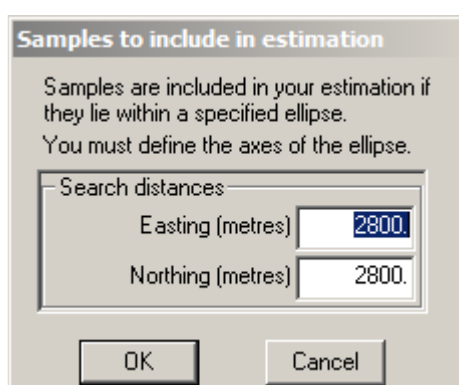 Samples to include in estimation
Samples are included in your estimation if
they lie within a specified ellipse.
You must define the axes of the ellipse.
Search distances
Easting (metres) 2800.
Northing (metres) 2800.
OK Cancel